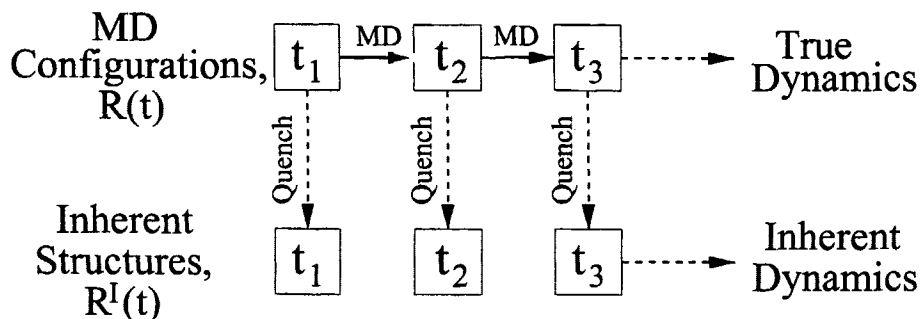 MD
Configurations,
R(t)
t₁ MD t₂ MD t₃
True
Dynamics
Quench Quench Quench
Inherent
Structures,
Rᴵ(t)
t₁ t₂ t₃
Inherent
Dynamics